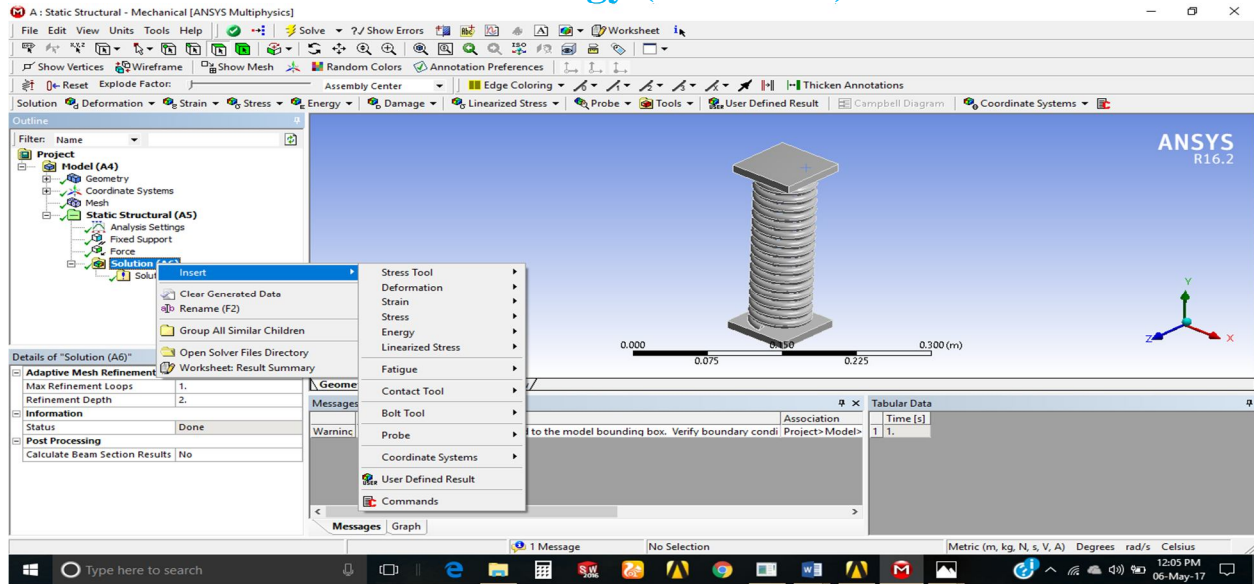 A : Static Structural - Mechanical [ANSYS Multiphysics]
File Edit View Units Tools Help Solve ?/ Show Errors Worksheet
Show Vertices Wireframe Show Mesh Random Colors Annotation Preferences
Reset Explode Factor: Assembly Center Edge Coloring Thicken Annotations
Solution Deformation Strain Stress Energy Damage Linearized Stress Probe Tools User Defined Result Campbell Diagram Coordinate Systems
Outline
Filter: Name
Project
Model (A4)
Geometry
Coordinate Systems
Mesh
Static Structural (A5)
Analysis Settings
Fixed Support
Force
Solution (A6)
Solut
Insert
Clear Generated Data
Rename (F2)
Group All Similar Children
Open Solver Files Directory
Worksheet: Result Summary
Stress Tool
Deformation
Strain
Stress
Energy
Linearized Stress
Fatigue
Contact Tool
Bolt Tool
Probe
Coordinate Systems
User Defined Result
Commands
ANSYS
R16.2
0.000 0.150 0.300 (m)
0.075 0.225
Y
Z X
Details of "Solution (A6)"
Adaptive Mesh Refinement
Max Refinement Loops 1.
Refinement Depth 2.
Information
Status Done
Post Processing
Calculate Beam Section Results No
Geome
Messages
Association
Warning d to the model bounding box. Verify boundary condi Project>Model>
Messages Graph
Tabular Data
Time [s]
1 1.
1 Message No Selection Metric (m, kg, N, s, V, A) Degrees rad/s Celsius
Type here to search
12:05 PM
06-May-17